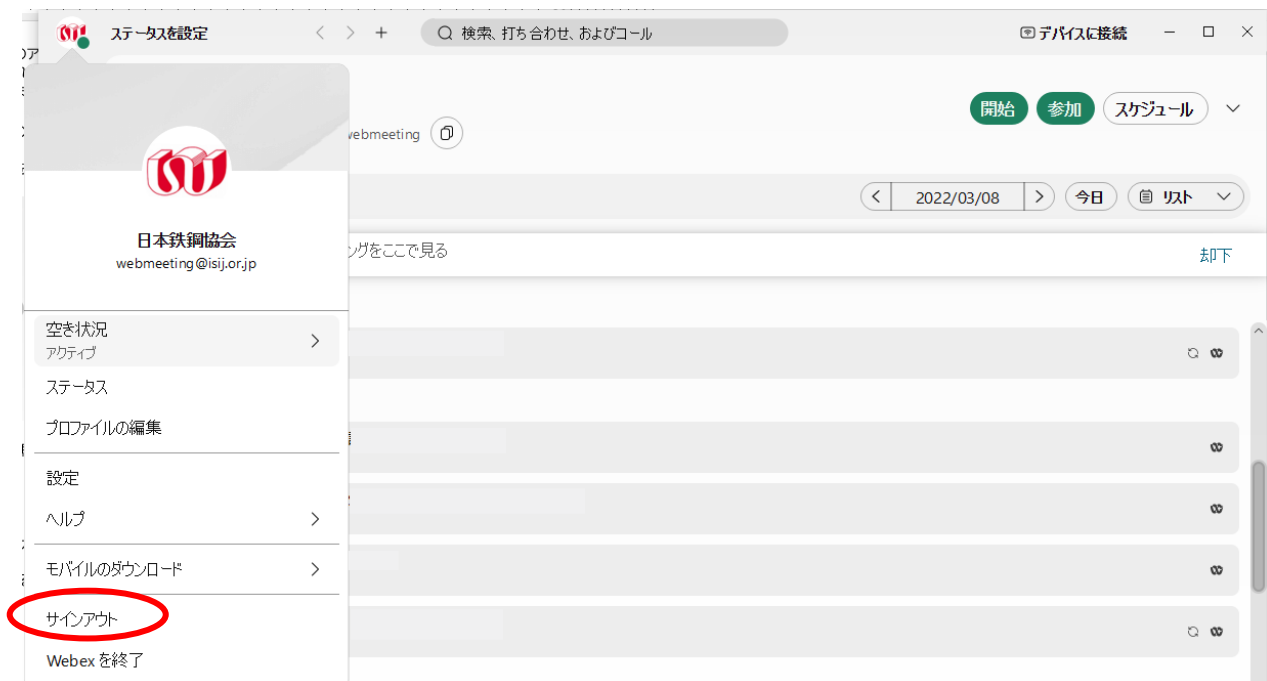 ステータスを設定
検索、打ち合わせ、およびコール
デバイスに接続
開始
参加
スケジュール
webmeeting
2022/03/08
今日
リスト
日本鉄鋼協会
webmeeting@isij.or.jp
ングをここで見る
却下
空き状況
アクティブ
ステータス
プロファイルの編集
設定
ヘルプ
モバイルのダウンロード
サインアウト
Webex を終了